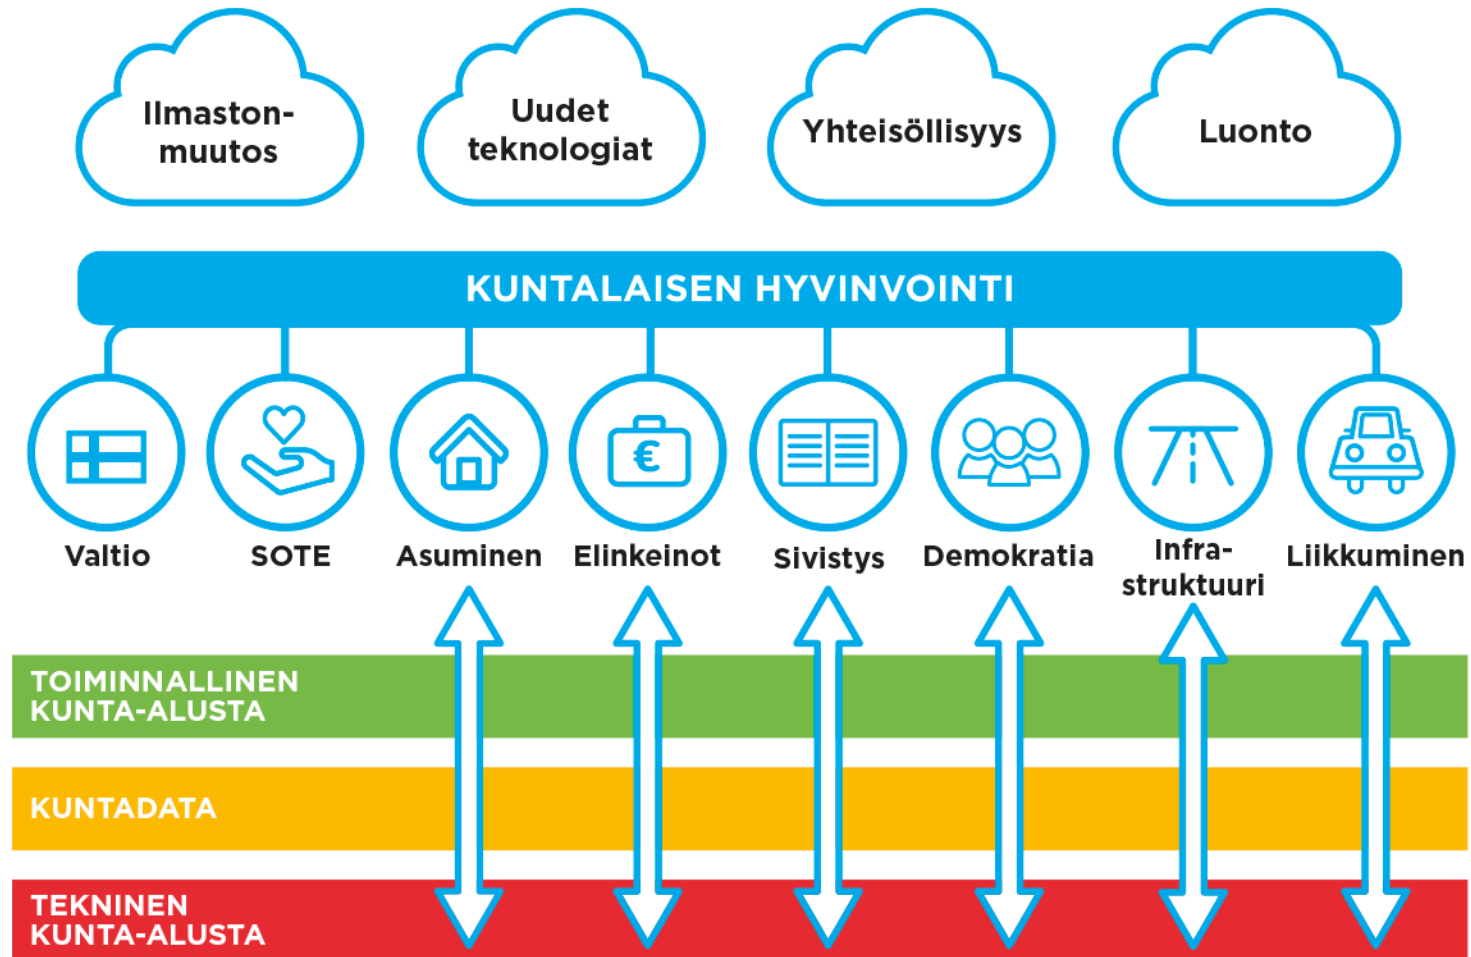 Ilmaston-
muutos
Uudet
teknologiat
Yhteisöllisyys
Luonto
KUNTALAISEN HYVINVOINTI
€
Valtio
SOTE
Asuminen
Elinkeinot
Sivistys
Demokratia
Infra-
struktuuri
Liikkuminen
TOIMINNALLINEN
KUNTA-ALUSTA
KUNTADATA
TEKNINEN
KUNTA-ALUSTA